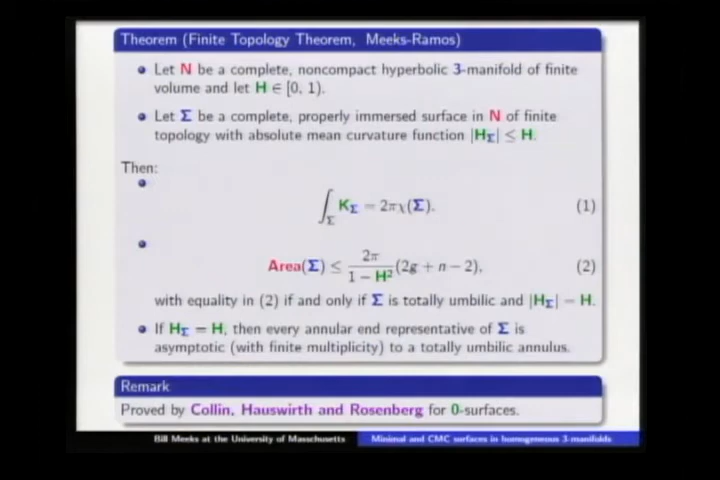 Theorem (Finite Topology Theorem, Meeks-Ramos)
Let N be a complete, noncompact hyperbolic 3-manifold of finite
volume and let H ∈ [0, 1).
Let Σ be a complete, properly immersed surface in N of finite
topology with absolute mean curvature function |H_Σ| ≤ H.
Then:
∫_Σ K_Σ = 2πχ(Σ). (1)
Area(Σ) ≤ 2π/(1 − H²) (2g + n − 2), (2)
with equality in (2) if and only if Σ is totally umbilic and |H_Σ| = H.
If H_Σ = H, then every annular end representative of Σ is
asymptotic (with finite multiplicity) to a totally umbilic annulus.
Remark
Proved by Collin, Hauswirth and Rosenberg for 0-surfaces.
Bill Meeks at the University of Massachusetts Minimal and CMC surfaces in homogeneous 3-manifolds